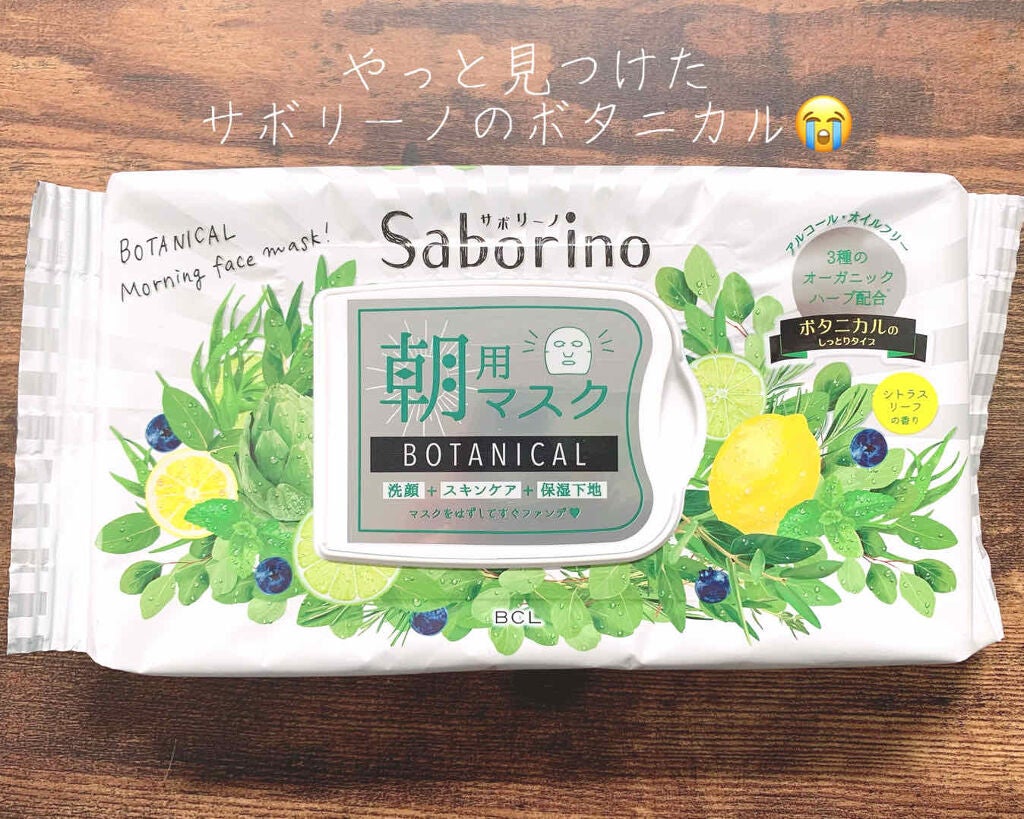 やっと見つけた
サボリーノのボタニカル😭
BOTANICAL
Morning face mask!
サボリーノ
Saborino
アルコール・オイルフリー
3種の
オーガニック
ハーブ配合
ボタニカルの
しっとりタイプ
シトラス
リーフ
の香り
朝用
マスク
BOTANICAL
洗顔+スキンケア+保湿下地
マスクをはずしてすぐファンデ♥
BCL